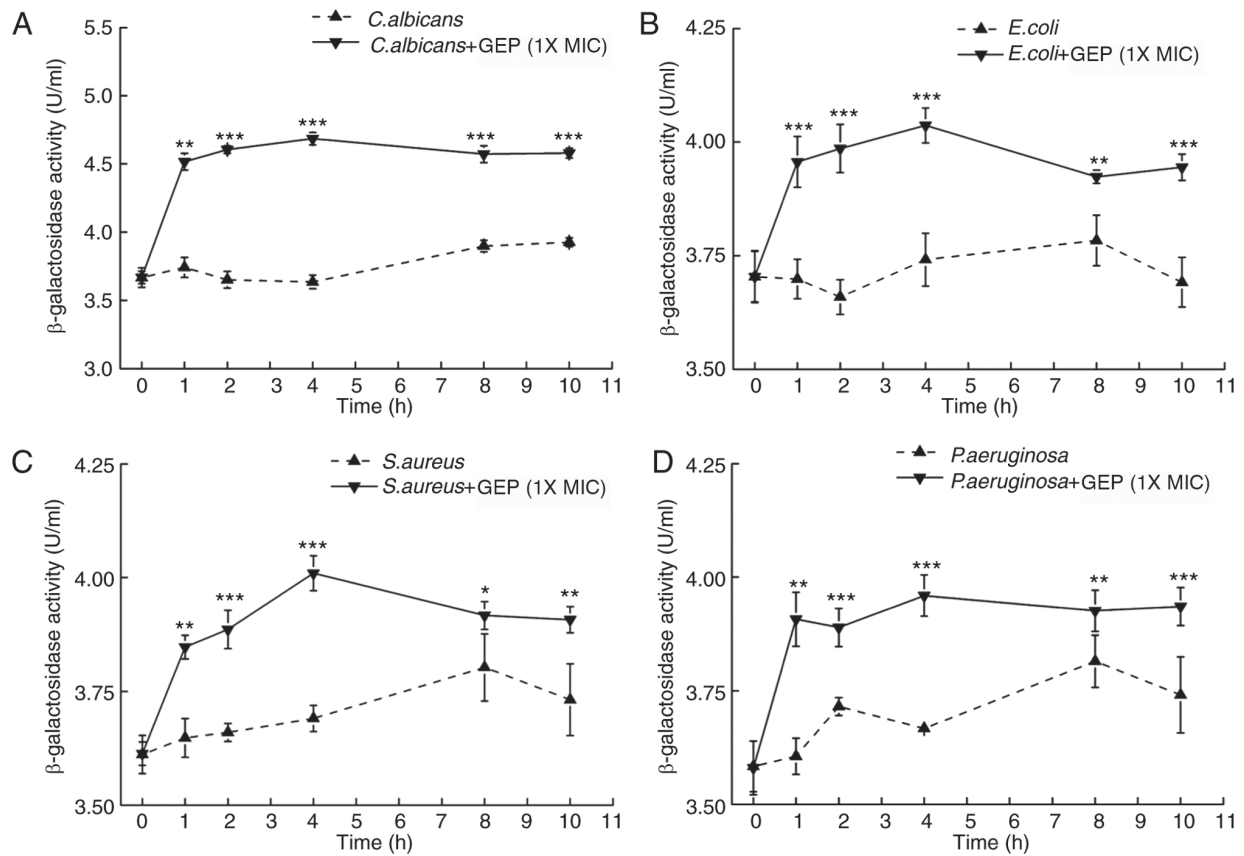 A
C.albicans
C.albicans+GEP (1X MIC)
β-galactosidase activity (U/ml)
5.5
5.0
4.5
4.0
3.5
3.0
** *** *** *** ***
0 1 2 3 4 5 6 7 8 9 10 11
Time (h)
B
E.coli
E.coli+GEP (1X MIC)
β-galactosidase activity (U/ml)
4.25
4.00
3.75
3.50
*** *** *** ** ***
0 1 2 3 4 5 6 7 8 9 10 11
Time (h)
C
S.aureus
S.aureus+GEP (1X MIC)
β-galactosidase activity (U/ml)
4.25
4.00
3.75
3.50
** *** *** * **
0 1 2 3 4 5 6 7 8 9 10 11
Time (h)
D
P.aeruginosa
P.aeruginosa+GEP (1X MIC)
β-galactosidase activity (U/ml)
4.25
4.00
3.75
3.50
** *** *** ** ***
0 1 2 3 4 5 6 7 8 9 10 11
Time (h)